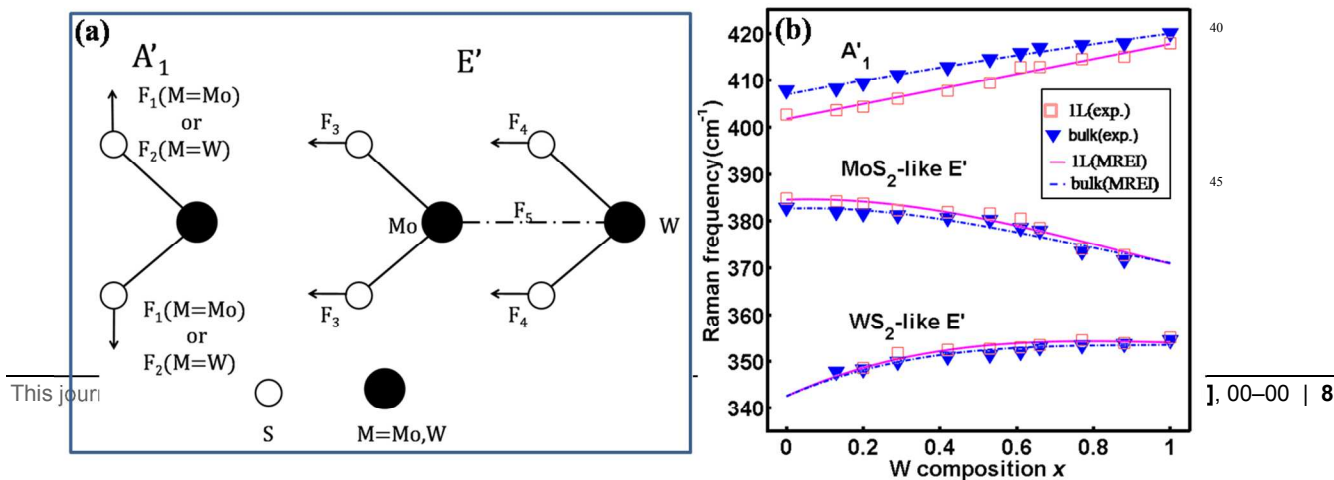 (a)
A'₁
E'
F₁(M=Mo)
or
F₂(M=W)
F₃
F₄
Mo
F₅
W
F₁(M=Mo)
or
F₂(M=W)
F₃
F₄
S
M=Mo,W
This
(b)
Raman frequency(cm⁻¹)
420
410
400
390
380
370
360
350
340
A'₁
1L(exp.)
bulk(exp.)
1L(MREI)
bulk(MREI)
MoS₂-like E'
WS₂-like E'
0 0.2 0.4 0.6 0.8 1
W composition x
40
45
], 00–00 | 8